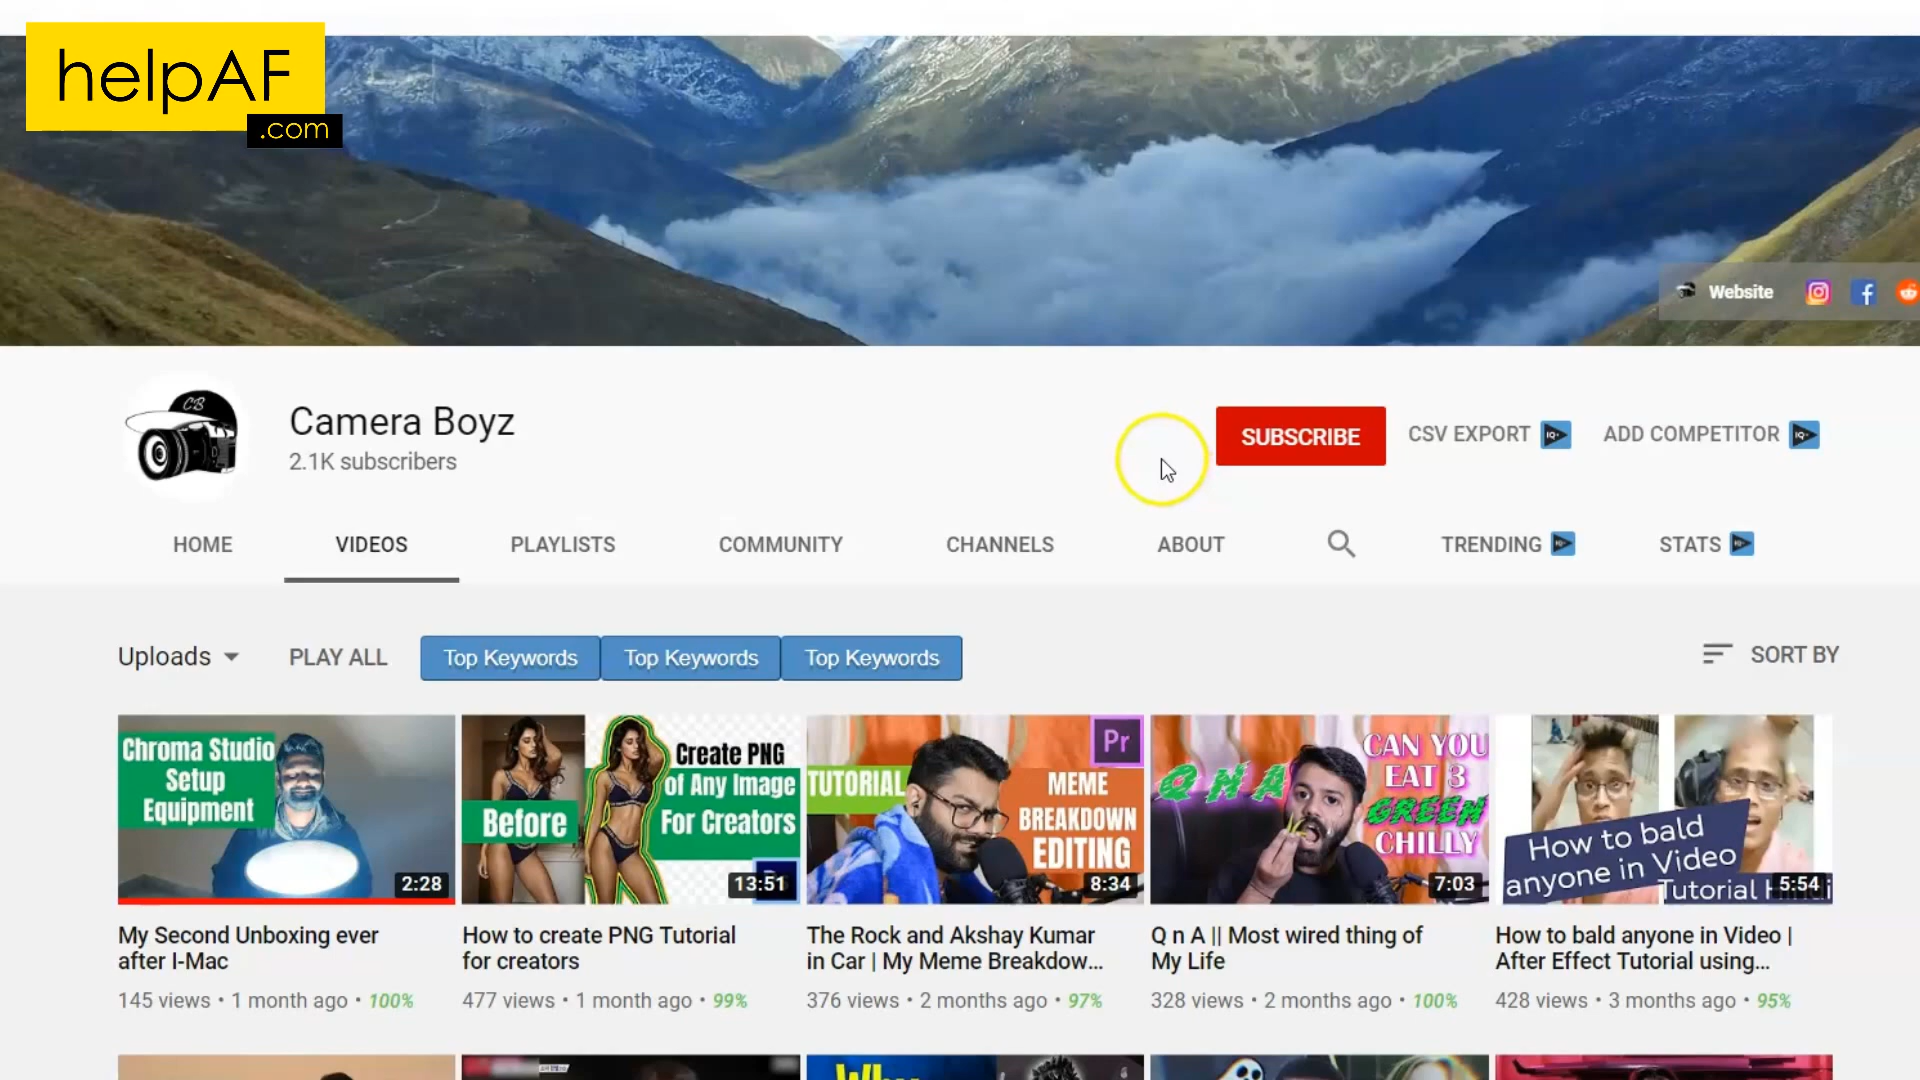 helpAF
.com
Website
CB
Camera Boyz
2.1K subscribers
SUBSCRIBE
CSV EXPORT
ADD COMPETITOR
HOME
VIDEOS
PLAYLISTS
COMMUNITY
CHANNELS
ABOUT
TRENDING
STATS
Uploads
PLAY ALL
Top Keywords
Top Keywords
Top Keywords
SORT BY
Chroma Studio
Setup
Equipment
2:28
Before
Create PNG
of Any Image
For Creators
13:51
TUTORIAL
Pr
MEME
BREAKDOWN
EDITING
8:34
Q N A
CAN YOU
EAT 3
GREEN
CHILLY
7:03
How to bald
anyone in Video
Tutorial
5:54
My Second Unboxing ever
after I-Mac
145 views • 1 month ago • 100%
How to create PNG Tutorial
for creators
477 views • 1 month ago • 99%
The Rock and Akshay Kumar
in Car | My Meme Breakdow...
376 views • 2 months ago • 97%
Q n A || Most wired thing of
My Life
328 views • 2 months ago • 100%
How to bald anyone in Video |
After Effect Tutorial using...
428 views • 3 months ago • 95%